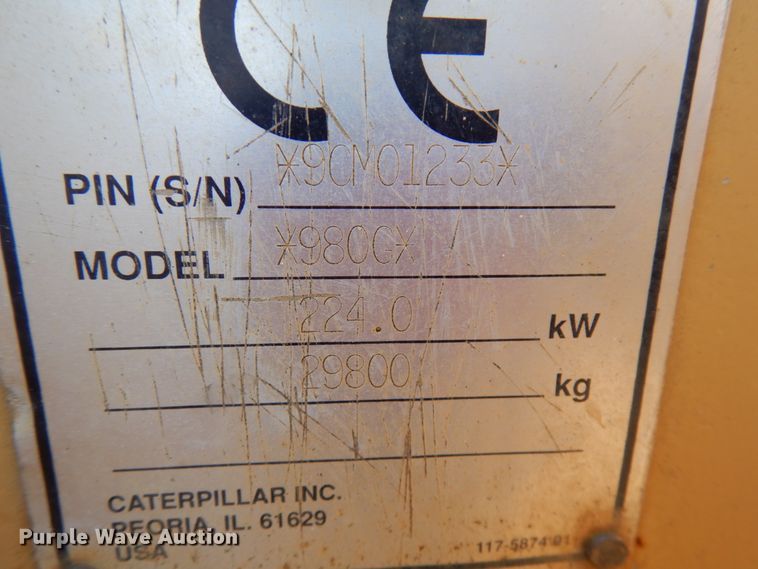 CE
PIN (S/N) *9CM01233*
MODEL *980G*
224.0 kW
29800 kg
CATERPILLAR INC.
PEORIA, IL. 61629
USA
117-5874 01
Purple Wave Auction